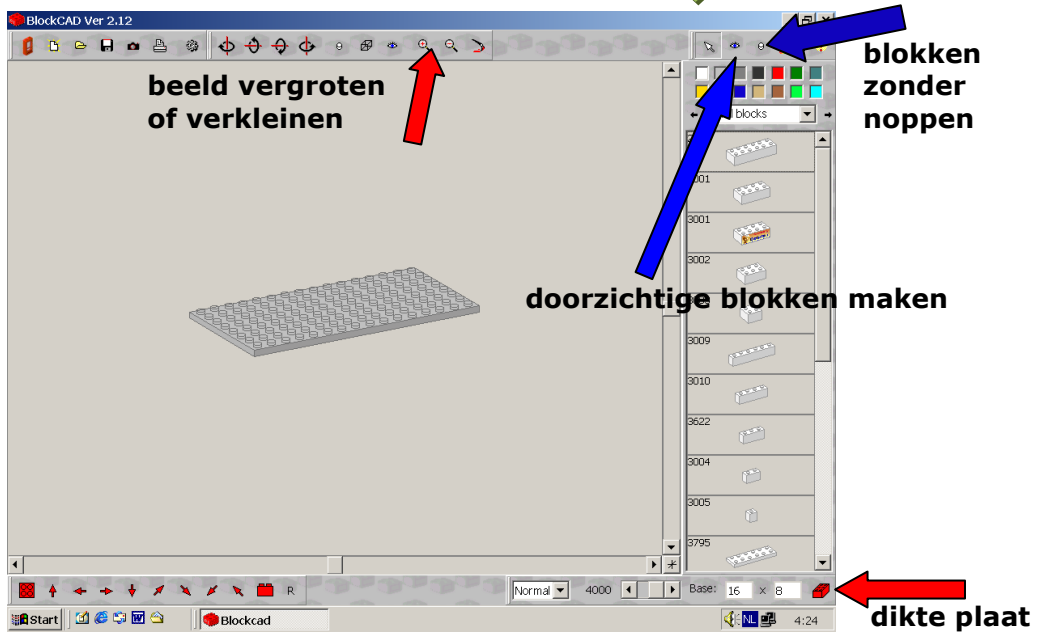 BlockCAD Ver 2.12
blokken
zonder
noppen
beeld vergroten
of verkleinen
blocks
3001
3002
doorzichtige blokken maken
3009
3010
3622
3004
3005
3795
R
Normal
4000
Base: 16 x 8
dikte plaat
Start
Blockcad
NL
4:24